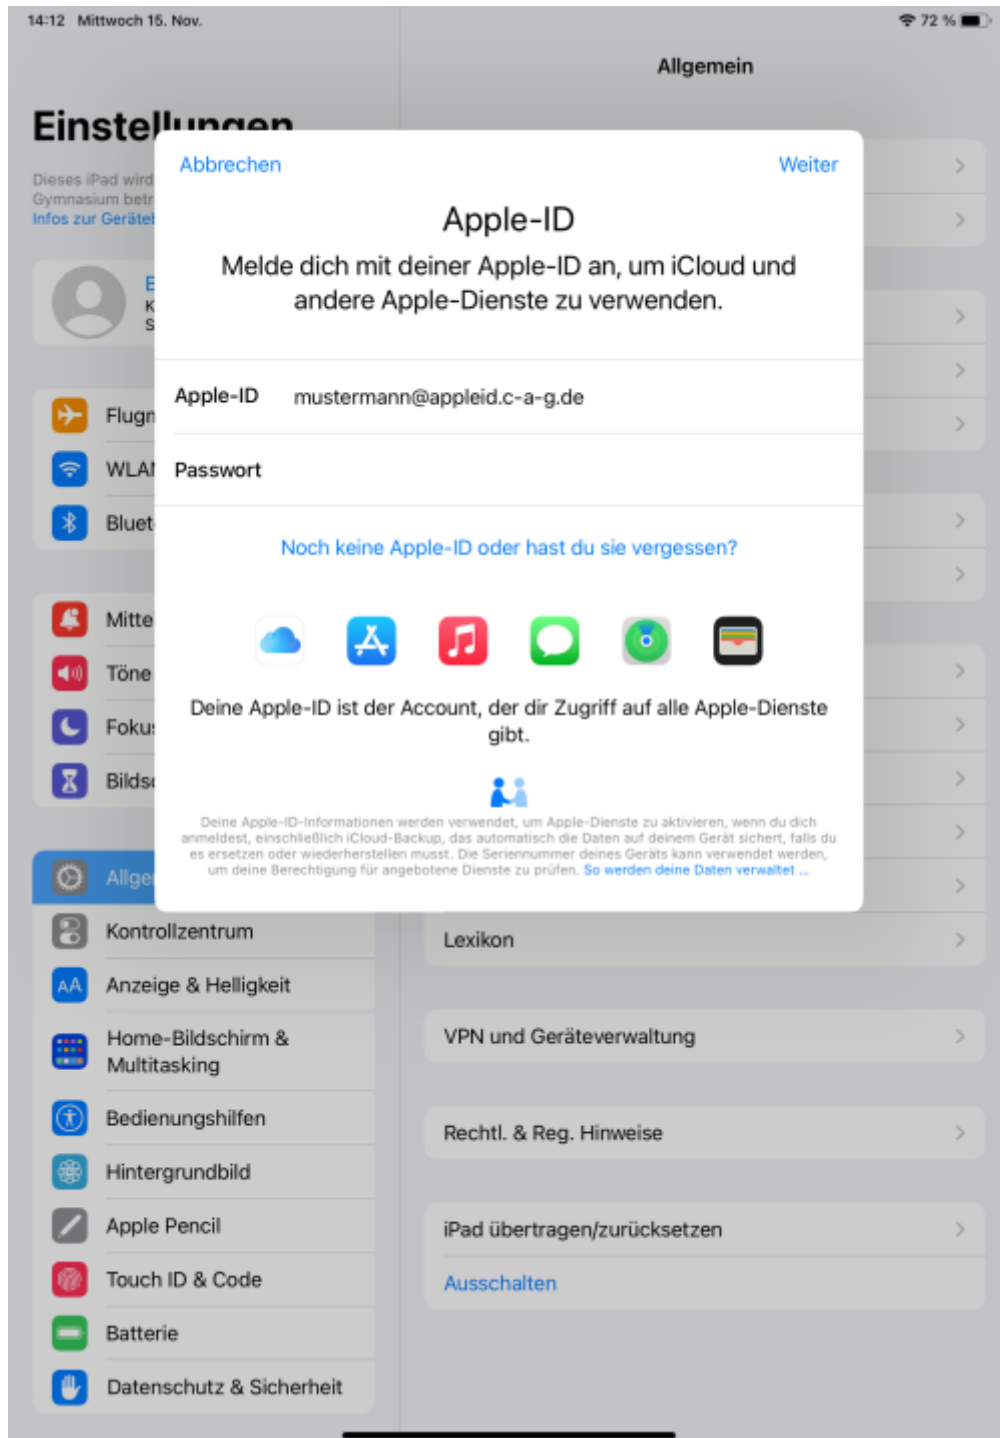 14:12 Mittwoch 15. Nov.
72 %
Allgemein
Einstellungen
Dieses iPad wird
Gymnasium betr
Infos zur Gerätel
Abbrechen
Weiter
Apple-ID
Melde dich mit deiner Apple-ID an, um iCloud und
andere Apple-Dienste zu verwenden.
Apple-ID mustermann@appleid.c-a-g.de
Passwort
Noch keine Apple-ID oder hast du sie vergessen?
Deine Apple-ID ist der Account, der dir Zugriff auf alle Apple-Dienste
gibt.
Deine Apple-ID-Informationen werden verwendet, um Apple-Dienste zu aktivieren, wenn du dich
anmeldest, einschließlich iCloud-Backup, das automatisch die Daten auf deinem Gerät sichert, falls du
es ersetzen oder wiederherstellen musst. Die Seriennummer deines Geräts kann verwendet werden,
um deine Berechtigung für angebotene Dienste zu prüfen. So werden deine Daten verwaltet ...
E
K
S
Flugm
WLAN
Bluet
Mitte
Töne
Fokus
Bildsc
Allge
Kontrollzentrum
AA
Anzeige & Helligkeit
Home-Bildschirm &
Multitasking
Bedienungshilfen
Hintergrundbild
Apple Pencil
Touch ID & Code
Batterie
Datenschutz & Sicherheit
Lexikon
VPN und Geräteverwaltung
Rechtl. & Reg. Hinweise
iPad übertragen/zurücksetzen
Ausschalten